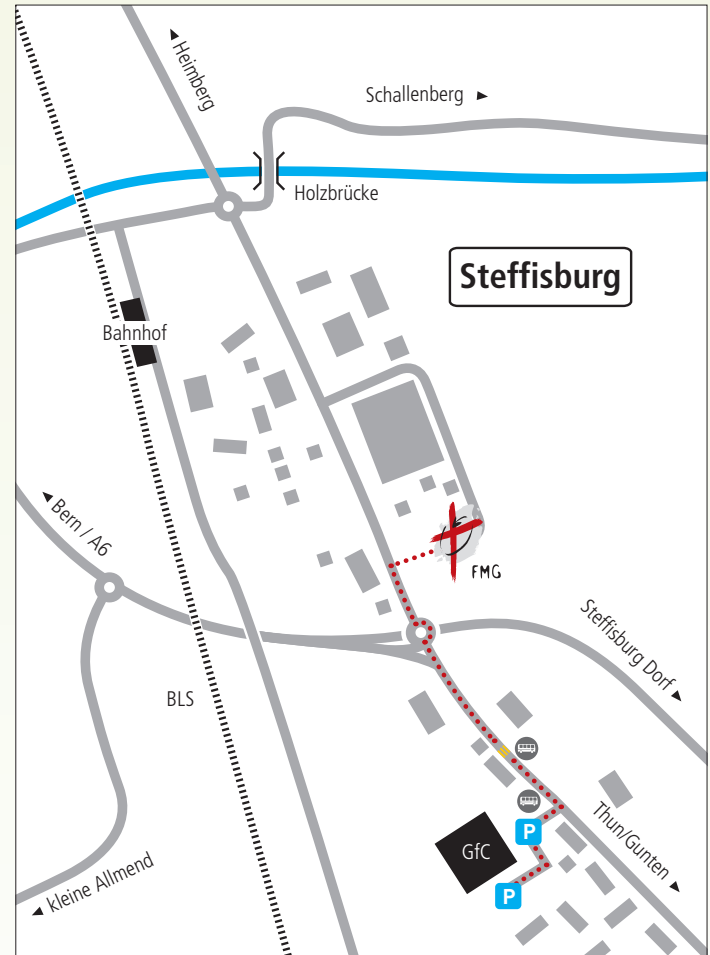 Heimberg
Schallenberg
Holzbrücke
Steffisburg
Bahnhof
Bern / A6
FMG
Steffisburg Dorf
BLS
P
GfC
Thun/Gunten
P
kleine Allmend